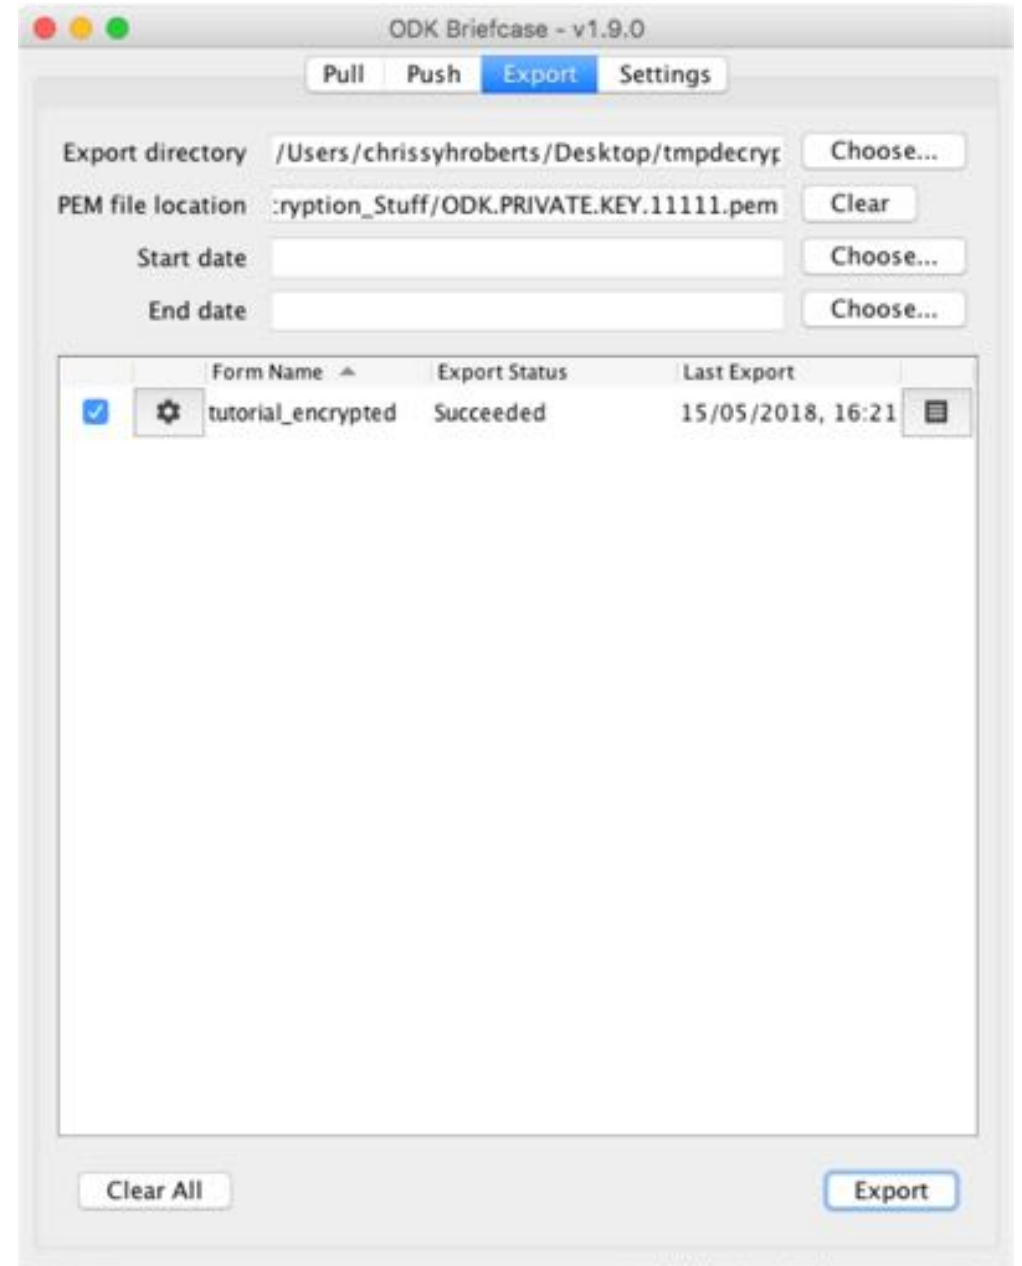 ODK Briefcase - v1.9.0
Pull Push Export Settings
Export directory /Users/chrissyhroberts/Desktop/tmpdecryp Choose...
PEM file location :ryption_Stuff/ODK.PRIVATE.KEY.11111.pem Clear
Start date Choose...
End date Choose...
Form Name Export Status Last Export
tutorial_encrypted Succeeded 15/05/2018, 16:21
Clear All Export